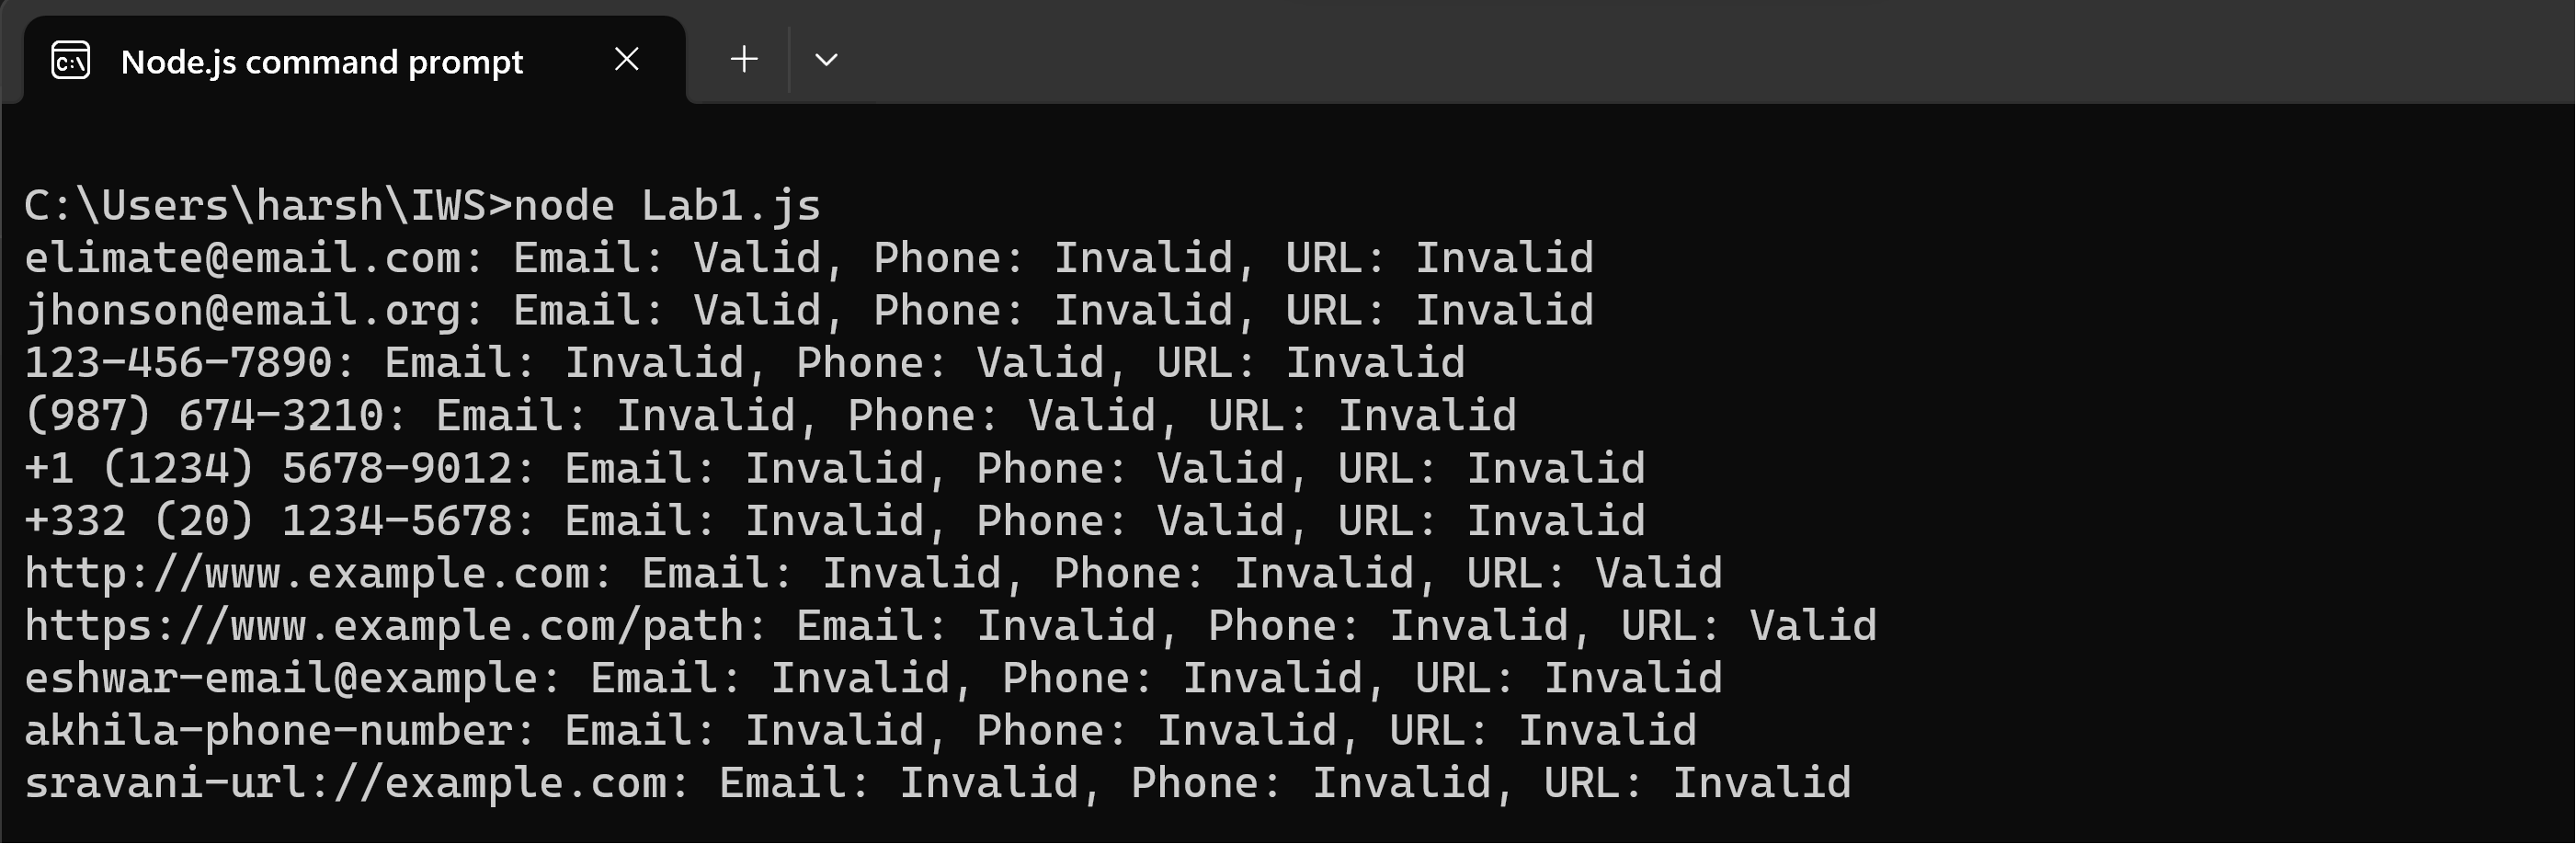 Node.js command prompt
C:\Users\harsh\IWS>node Lab1.js
elimate@email.com: Email: Valid, Phone: Invalid, URL: Invalid
jhonson@email.org: Email: Valid, Phone: Invalid, URL: Invalid
123-456-7890: Email: Invalid, Phone: Valid, URL: Invalid
(987) 674-3210: Email: Invalid, Phone: Valid, URL: Invalid
+1 (1234) 5678-9012: Email: Invalid, Phone: Valid, URL: Invalid
+332 (20) 1234-5678: Email: Invalid, Phone: Valid, URL: Invalid
http://www.example.com: Email: Invalid, Phone: Invalid, URL: Valid
https://www.example.com/path: Email: Invalid, Phone: Invalid, URL: Valid
eshwar-email@example: Email: Invalid, Phone: Invalid, URL: Invalid
akhila-phone-number: Email: Invalid, Phone: Invalid, URL: Invalid
sravani-url://example.com: Email: Invalid, Phone: Invalid, URL: Invalid